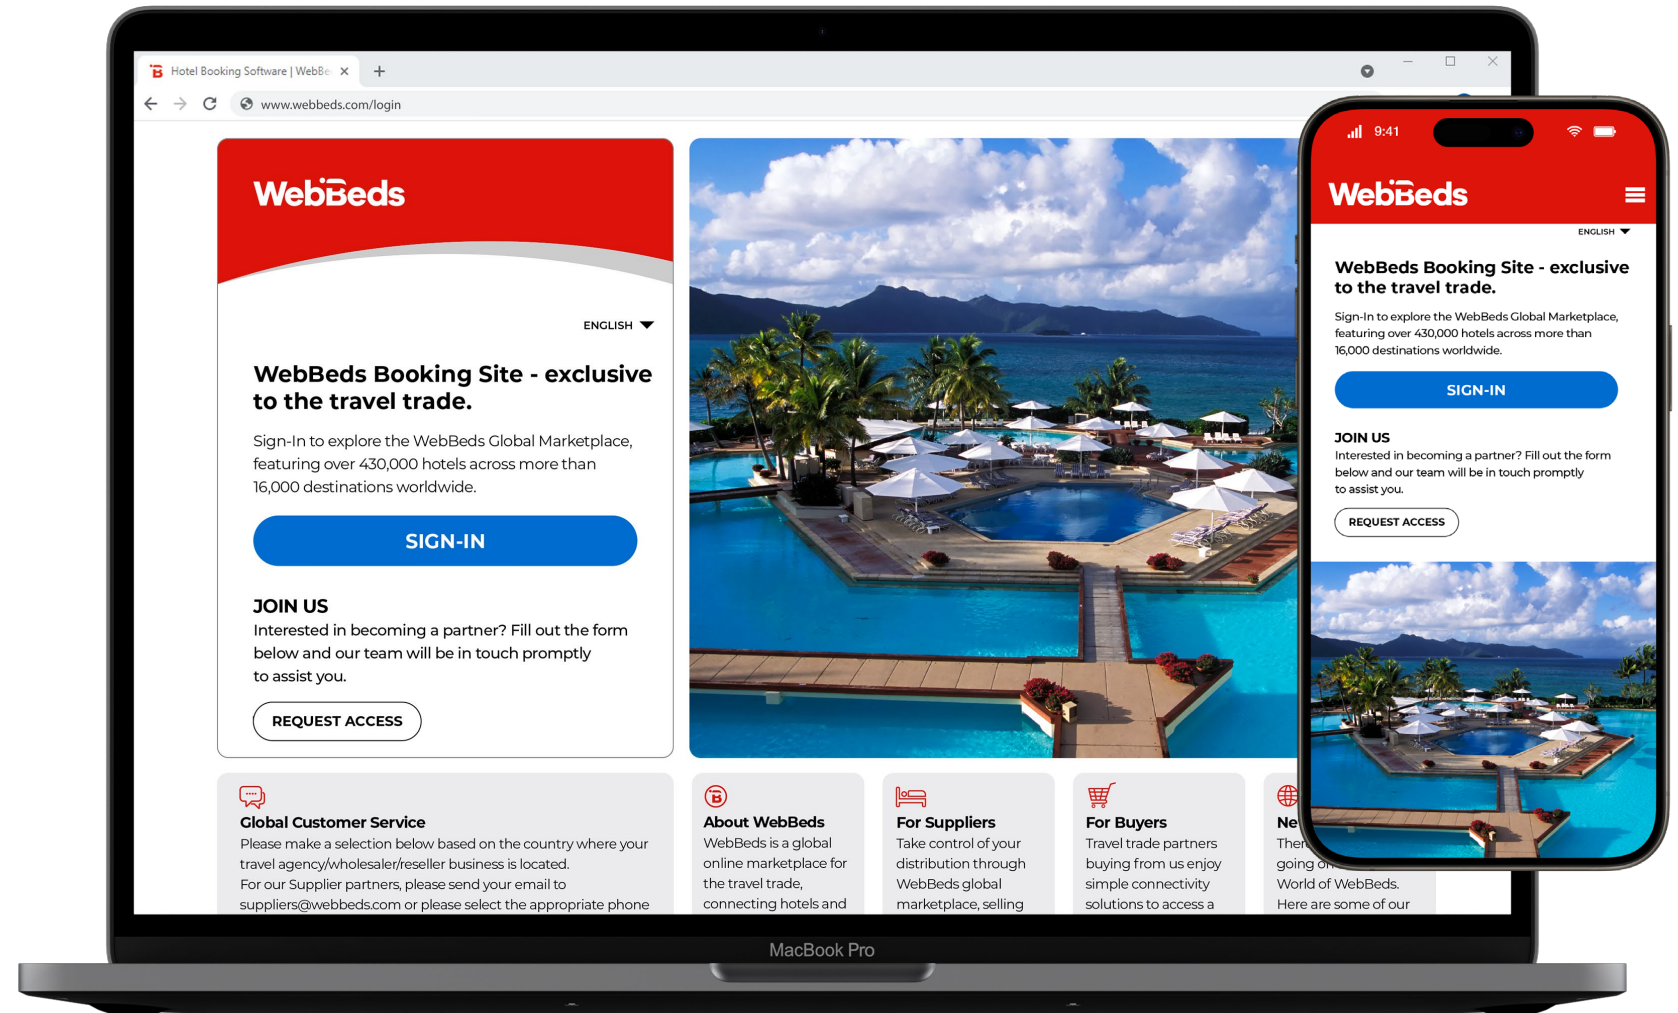 Hotel Booking Software | WebBe
www.webbeds.com/login
WebBeds
ENGLISH
WebBeds Booking Site - exclusive
to the travel trade.
Sign-In to explore the WebBeds Global Marketplace,
featuring over 430,000 hotels across more than
16,000 destinations worldwide.
SIGN-IN
JOIN US
Interested in becoming a partner? Fill out the form
below and our team will be in touch promptly
to assist you.
REQUEST ACCESS
Global Customer Service
Please make a selection below based on the country where your
travel agency/wholesaler/reseller business is located.
For our Supplier partners, please send your email to
suppliers@webbeds.com or please select the appropriate phone
About WebBeds
WebBeds is a global
online marketplace for
the travel trade,
connecting hotels and
For Suppliers
Take control of your
distribution through
WebBeds global
marketplace, selling
For Buyers
Travel trade partners
buying from us enjoy
simple connectivity
solutions to access a
Ne
Ther
going on
World of WebBeds.
Here are some of our
MacBook Pro
9:41
WebBeds
ENGLISH
WebBeds Booking Site - exclusive
to the travel trade.
Sign-In to explore the WebBeds Global Marketplace,
featuring over 430,000 hotels across more than
16,000 destinations worldwide.
SIGN-IN
JOIN US
Interested in becoming a partner? Fill out the form
below and our team will be in touch promptly
to assist you.
REQUEST ACCESS